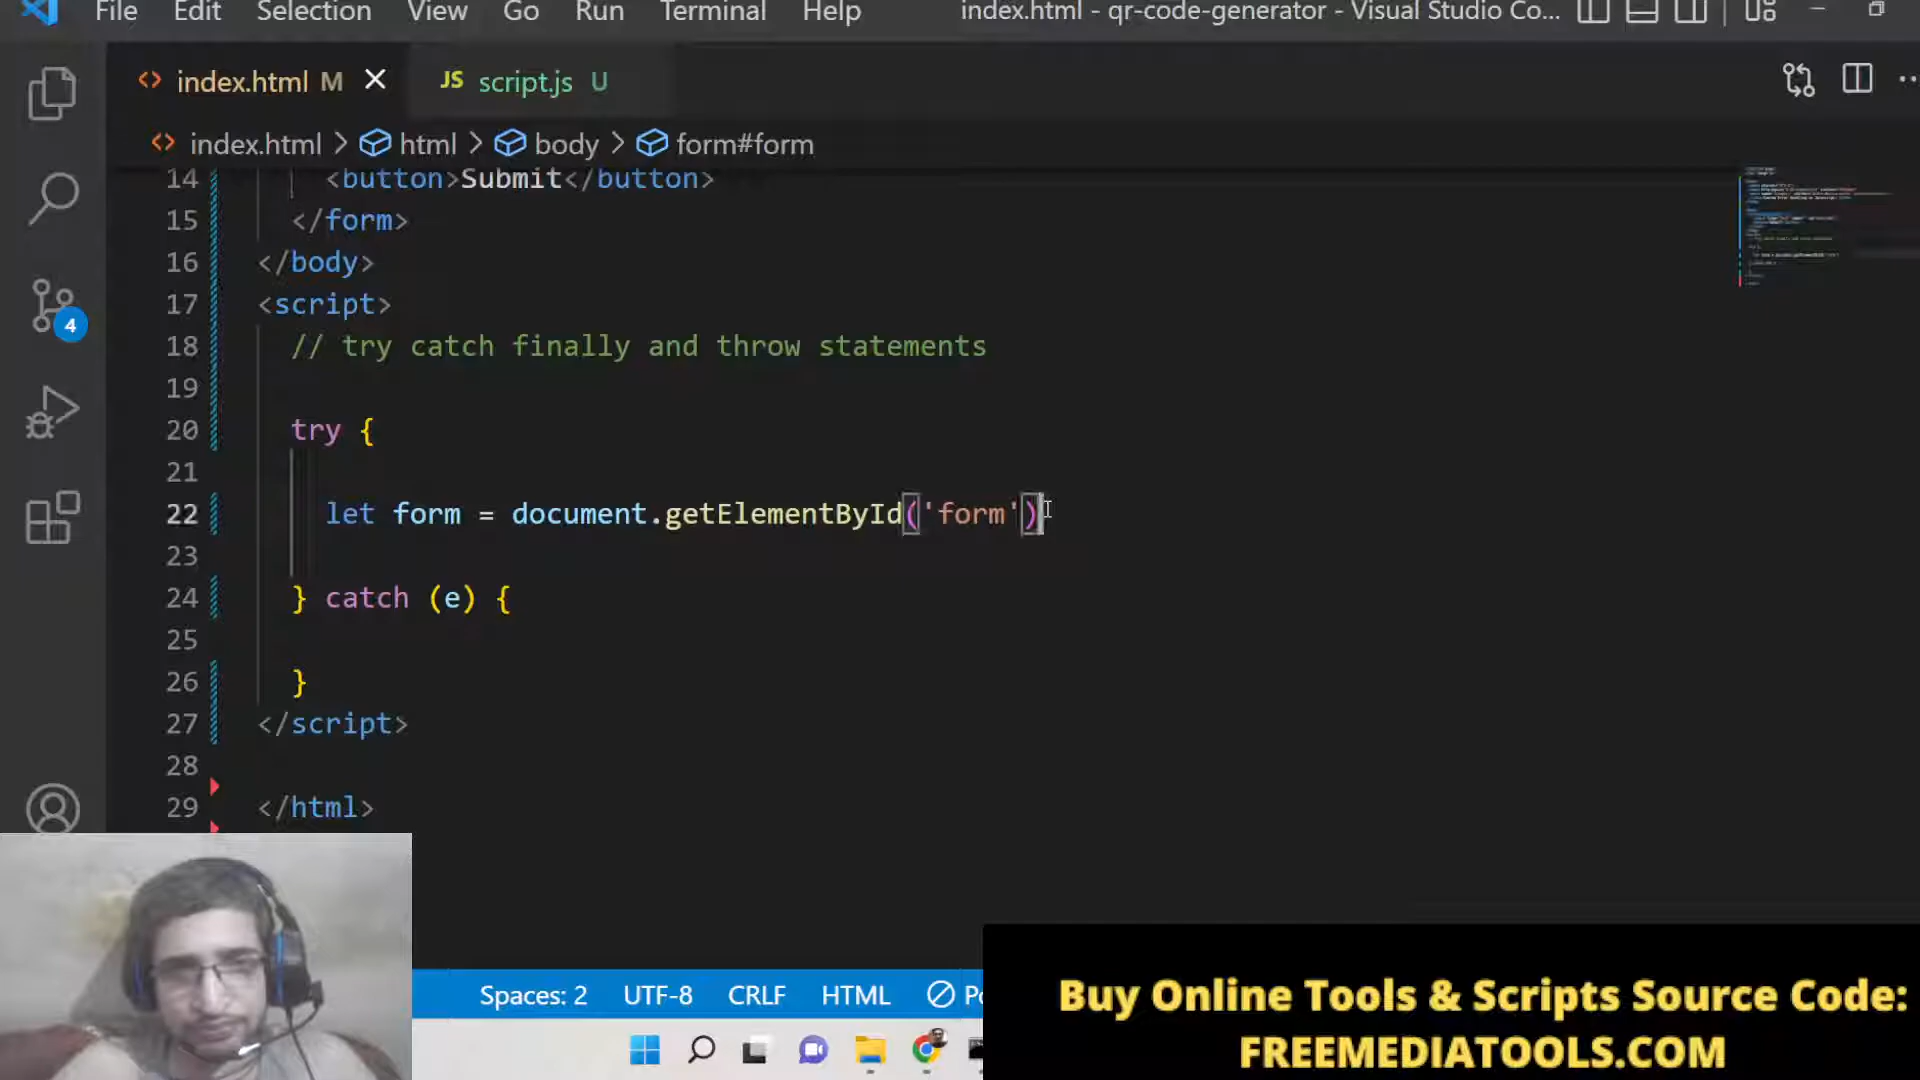 File Edit Selection View Go Run Terminal Help index.html - qr-code-generator - Visual Studio Co...
index.html M JS script.js U
index.html > html > body > form#form
14 <button>Submit</button>
15 </form>
16 </body>
17 <script>
18 // try catch finally and throw statements
19
20 try {
21
22 let form = document.getElementById('form')
23
24 } catch (e) {
25
26 }
27 </script>
28
29 </html>
4
Spaces: 2 UTF-8 CRLF HTML
Buy Online Tools & Scripts Source Code:
FREEMEDIATOOLS.COM